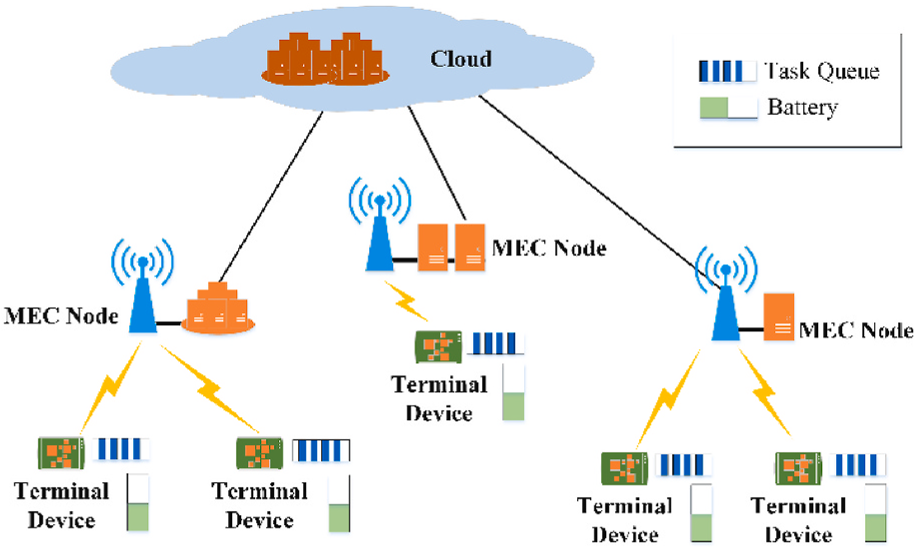 Cloud
Task Queue
Battery
MEC Node
MEC Node
MEC Node
Terminal
Device
Terminal
Device
Terminal
Device
Terminal
Device
Terminal
Device